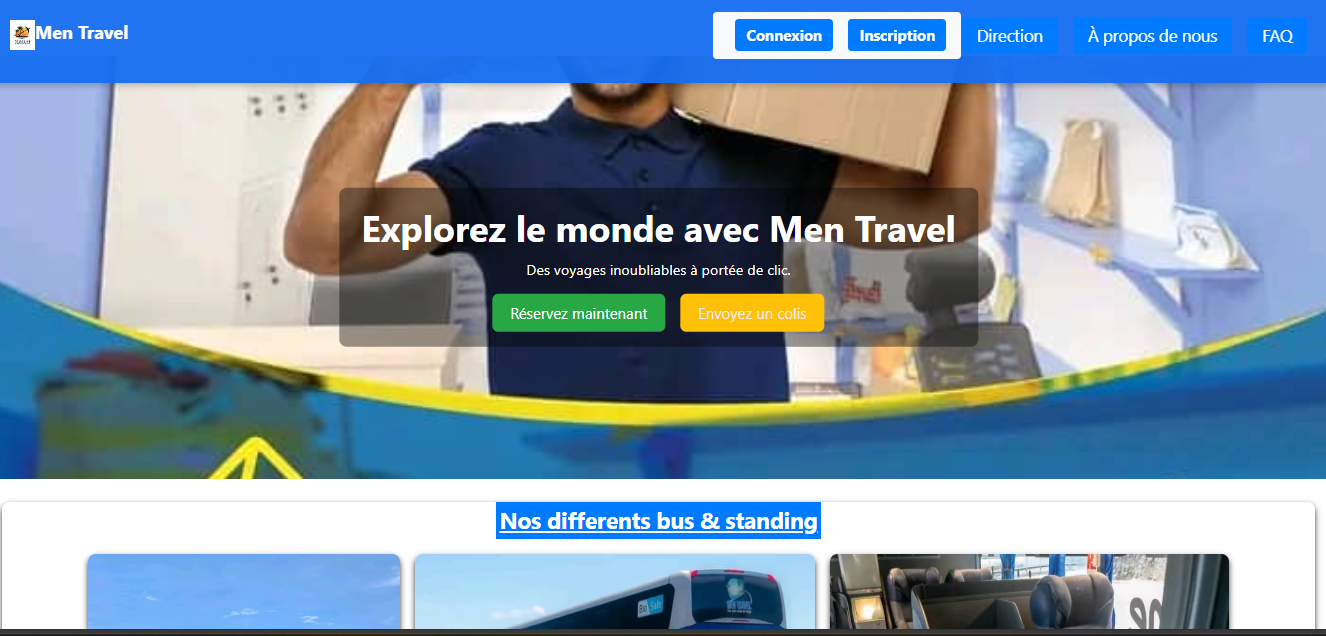 Men Travel
Connexion
Inscription
Direction
À propos de nous
FAQ
Explorez le monde avec Men Travel
Des voyages inoubliables à portée de clic.
Réservez maintenant
Envoyez un colis
Nos differents bus & standing